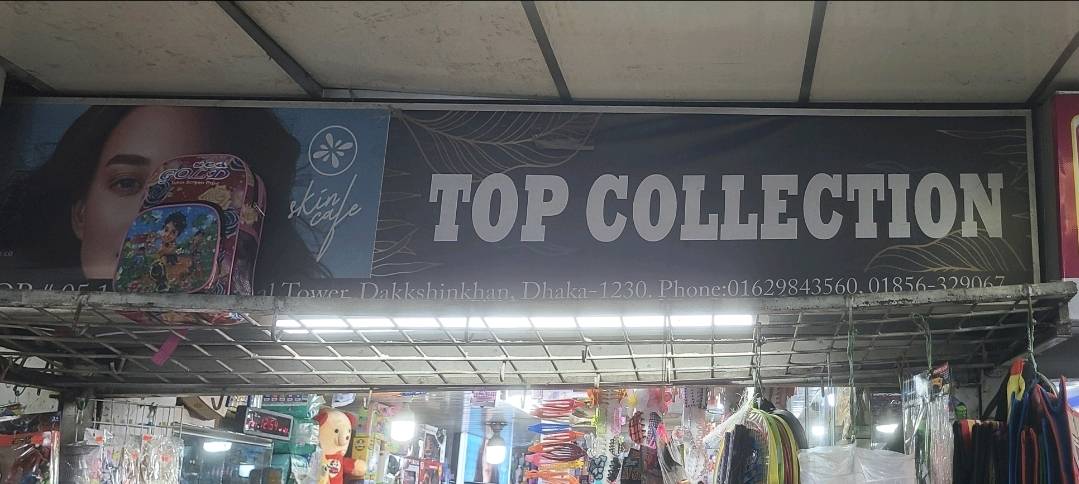 skin
cafe
TOP COLLECTION
Tower, Dakkshinkhan, Dhaka-1230, Phone:01629843560, 01856-329067
GOLD